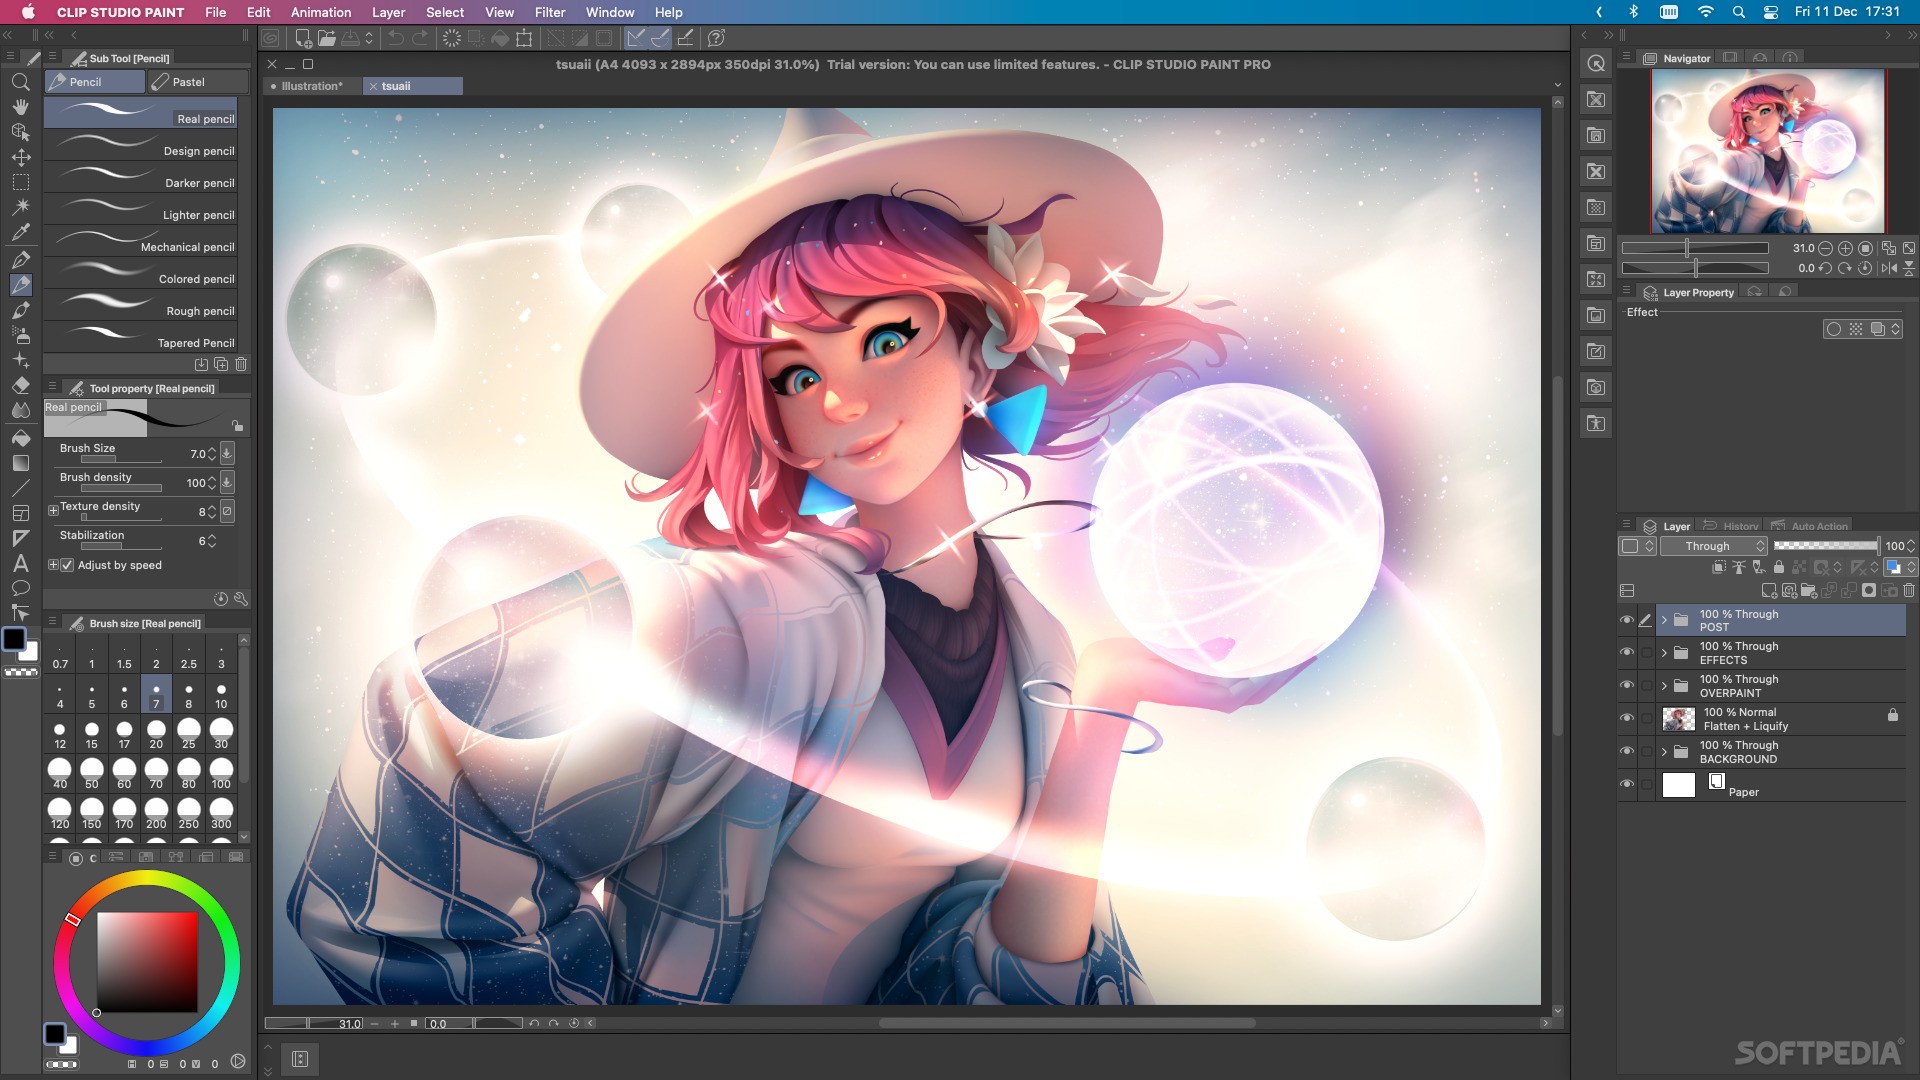 CLIP STUDIO PAINT File Edit Animation Layer Select View Filter Window Help Fri 11 Dec 17:31
Sub Tool [Pencil]
Pencil Pastel
Real pencil
Design pencil
Darker pencil
Lighter pencil
Mechanical pencil
Colored pencil
Rough pencil
Tapered Pencil
Tool property [Real pencil]
Real pencil
Brush Size 7.0
Brush density 100
Texture density 8
Stabilization 6
Adjust by speed
Brush size [Real pencil]
0.7 1 1.5 2 2.5 3
4 5 6 7 8 10
12 15 17 20 25 30
40 50 60 70 80 100
120 150 170 200 250 300
0 0 0
tsuaii (A4 4093 x 2894px 350dpi 31.0%) Trial version: You can use limited features. - CLIP STUDIO PAINT PRO
Illustration* tsuaii
31.0 0.0
Navigator
31.0
0.0
Layer Property
Effect
Layer History Auto Action
Through 100
100 % Through
POST
100 % Through
EFFECTS
100 % Through
OVERPAINT
100 % Normal
Flatten + Liquify
100 % Through
BACKGROUND
Paper
SOFTPEDIA